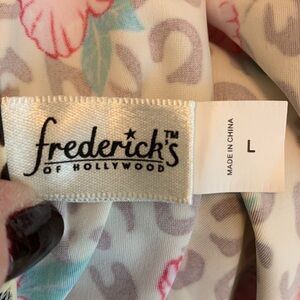 frederick's™
OF HOLLYWOOD
MADE IN CHINA
L